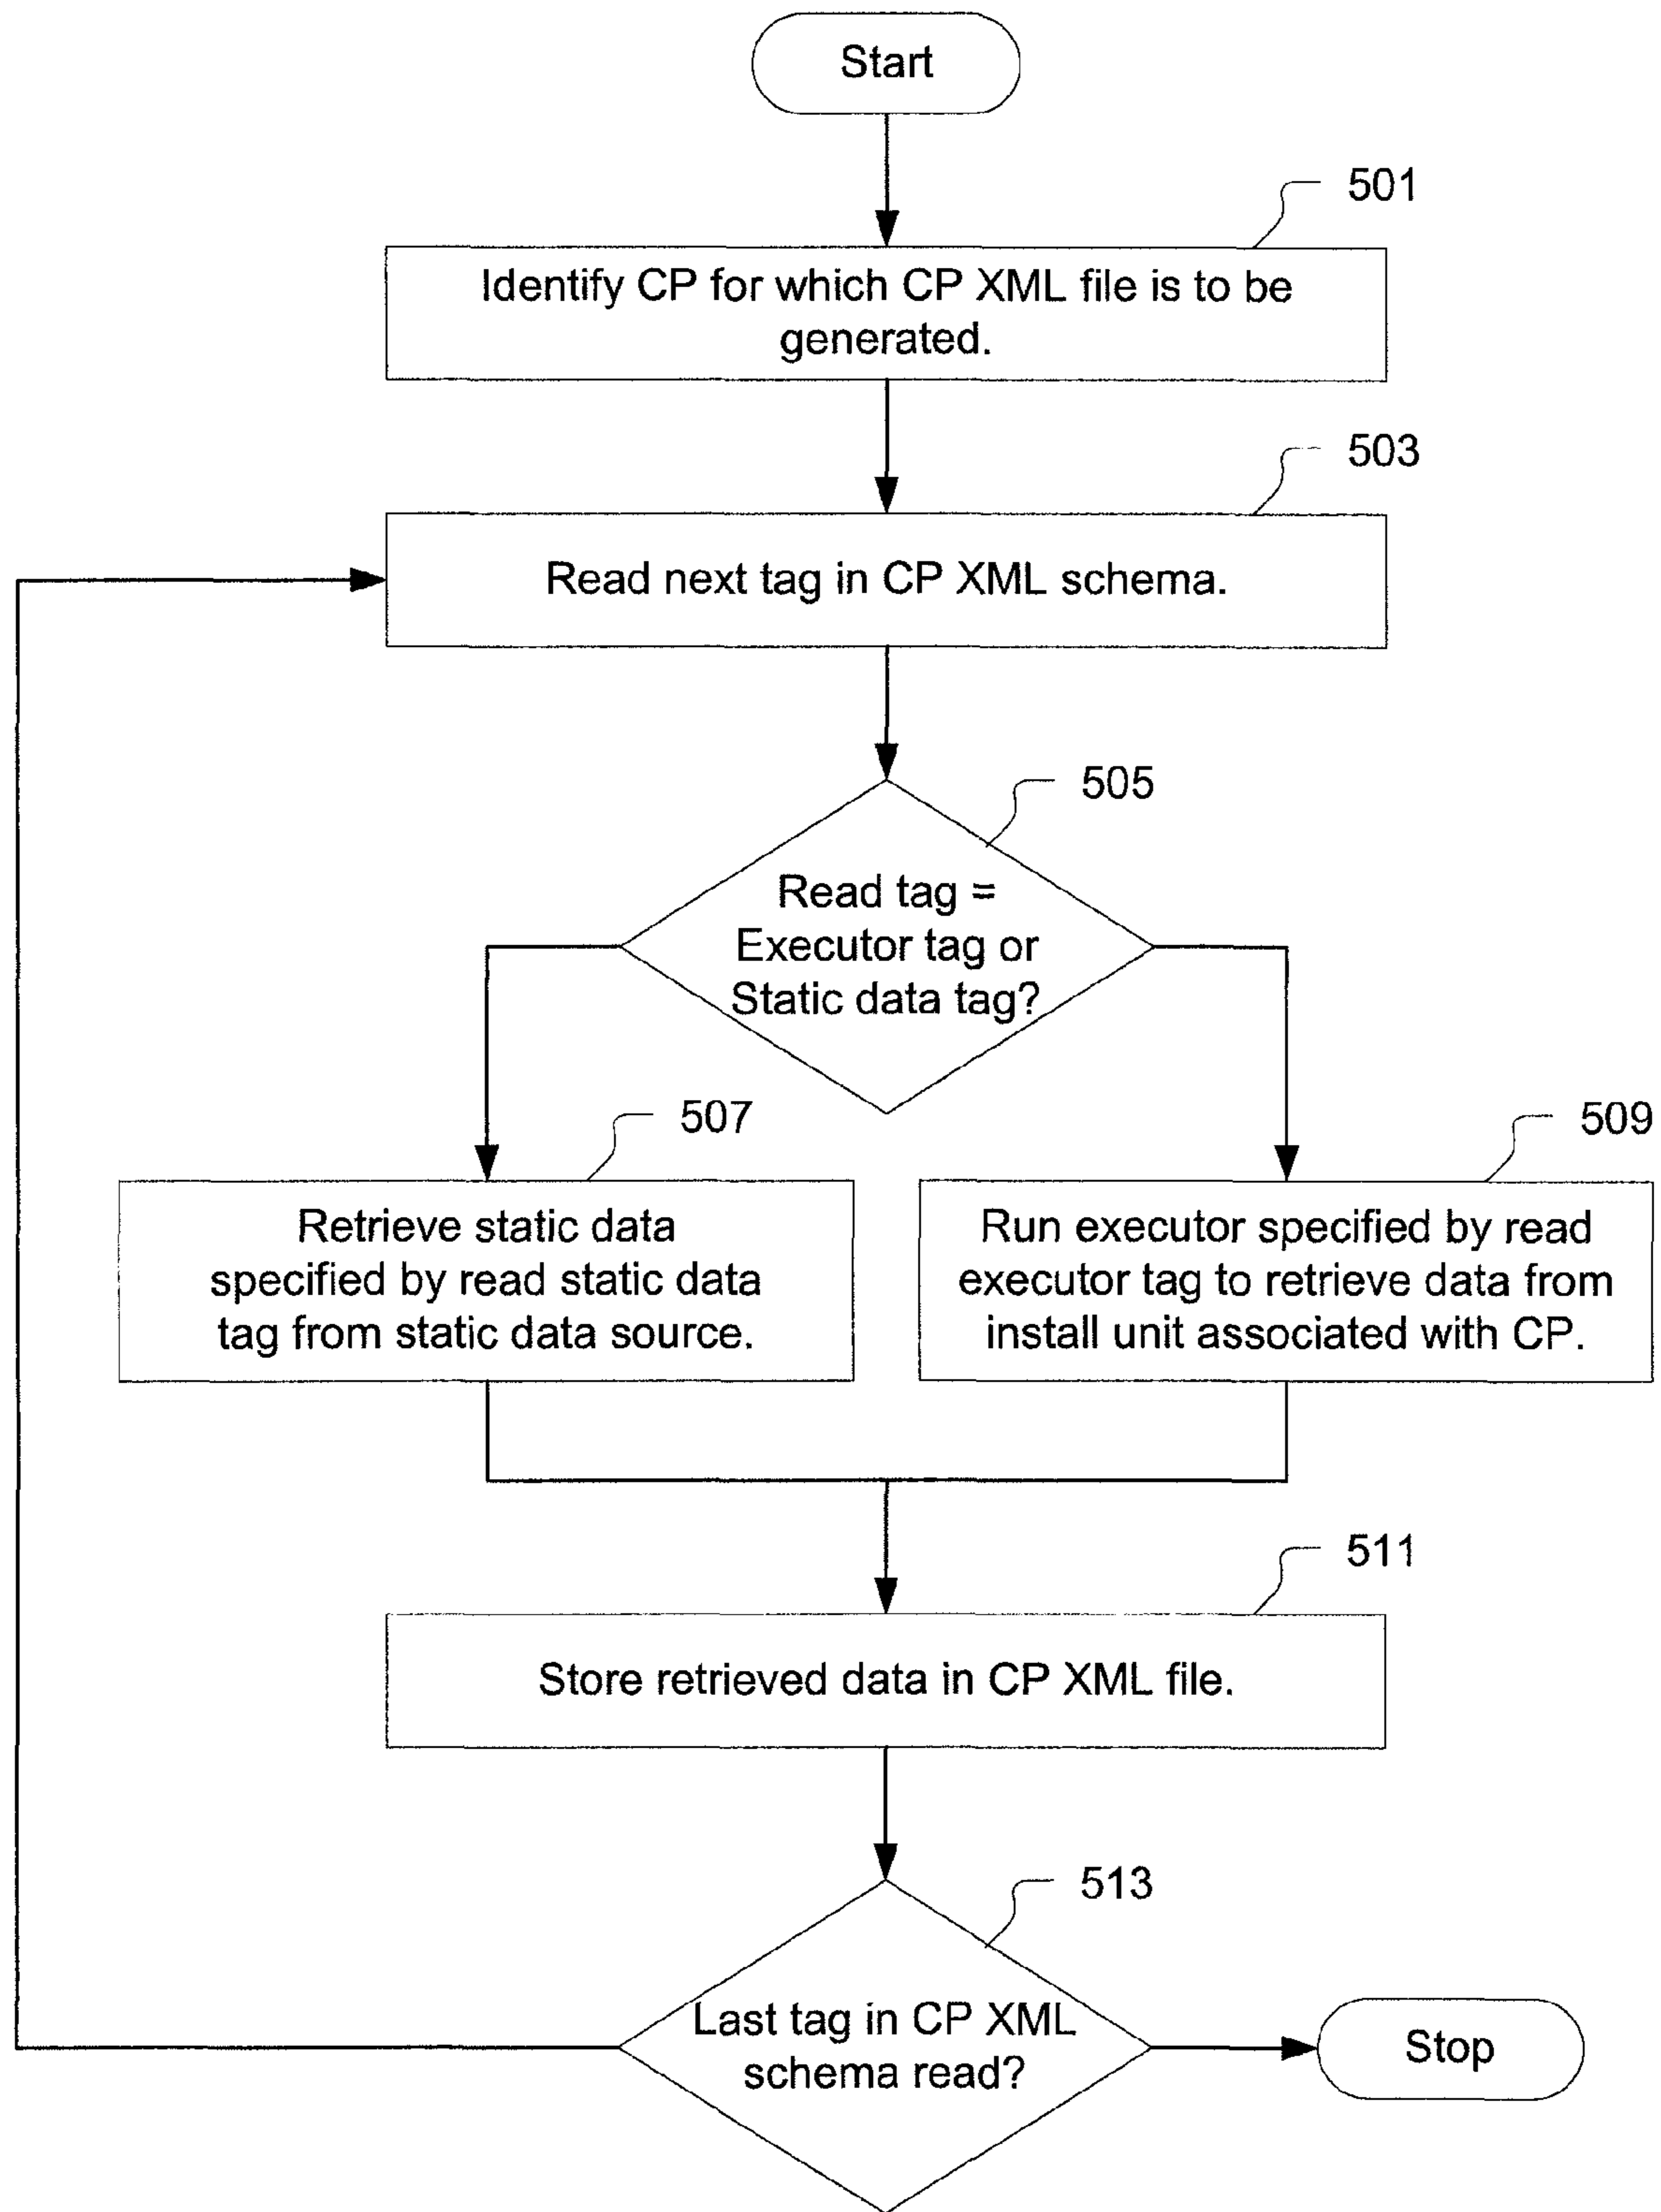 Start
501
Identify CP for which CP XML file is to be
generated.
503
Read next tag in CP XML schema.
505
Read tag =
Executor tag or
Static data tag?
507
Retrieve static data
specified by read static data
tag from static data source.
509
Run executor specified by read
executor tag to retrieve data from
install unit associated with CP.
511
Store retrieved data in CP XML file.
513
Last tag in CP XML
schema read?
Stop